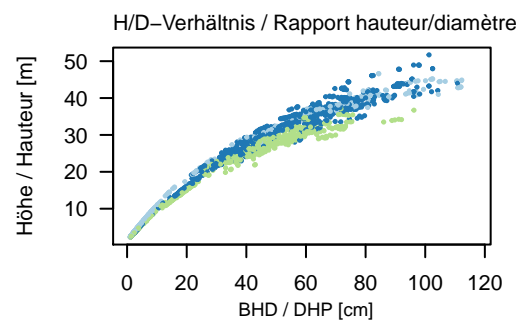 H/D−Verhältnis / Rapport hauteur/diamètre
Höhe / Hauteur [m]
50
40
30
20
10
0 20 40 60 80 100 120
BHD / DHP [cm]